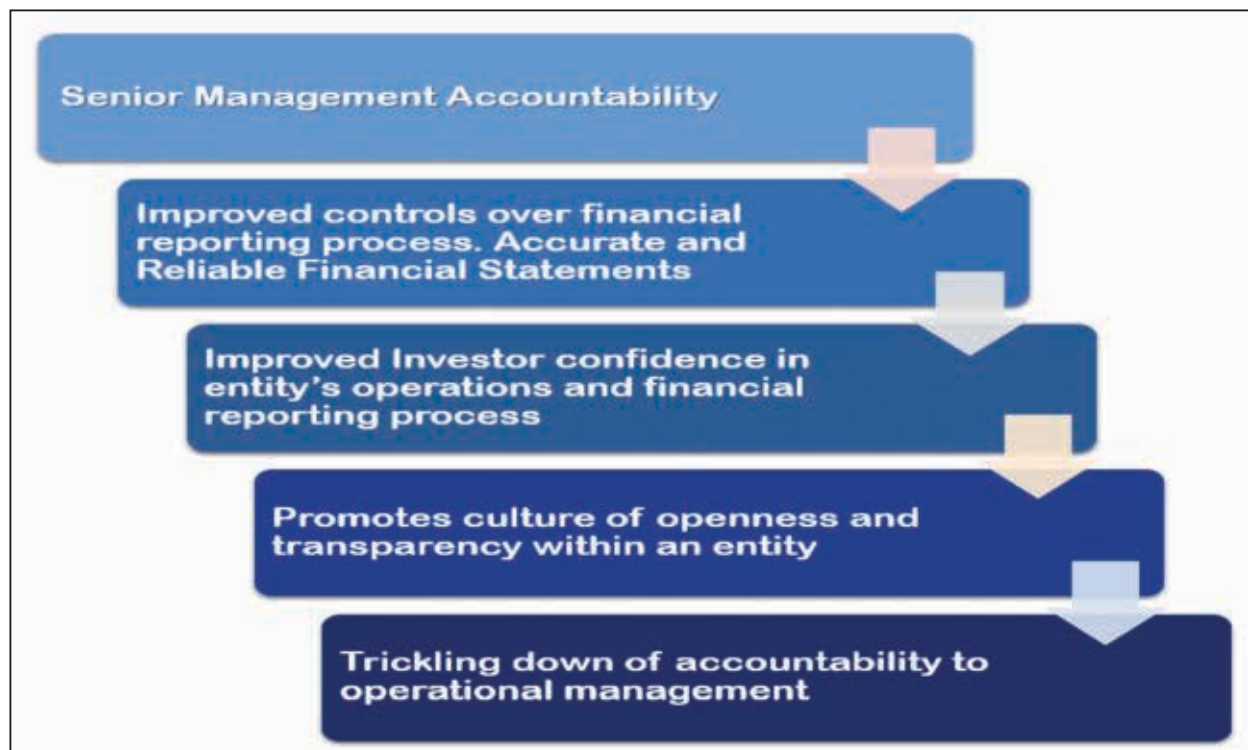 Senior Management Accountability
Improved controls over financial
reporting process. Accurate and
Reliable Financial Statements
Improved Investor confidence in
entity’s operations and financial
reporting process
Promotes culture of openness and
transparency within an entity
Trickling down of accountability to
operational management